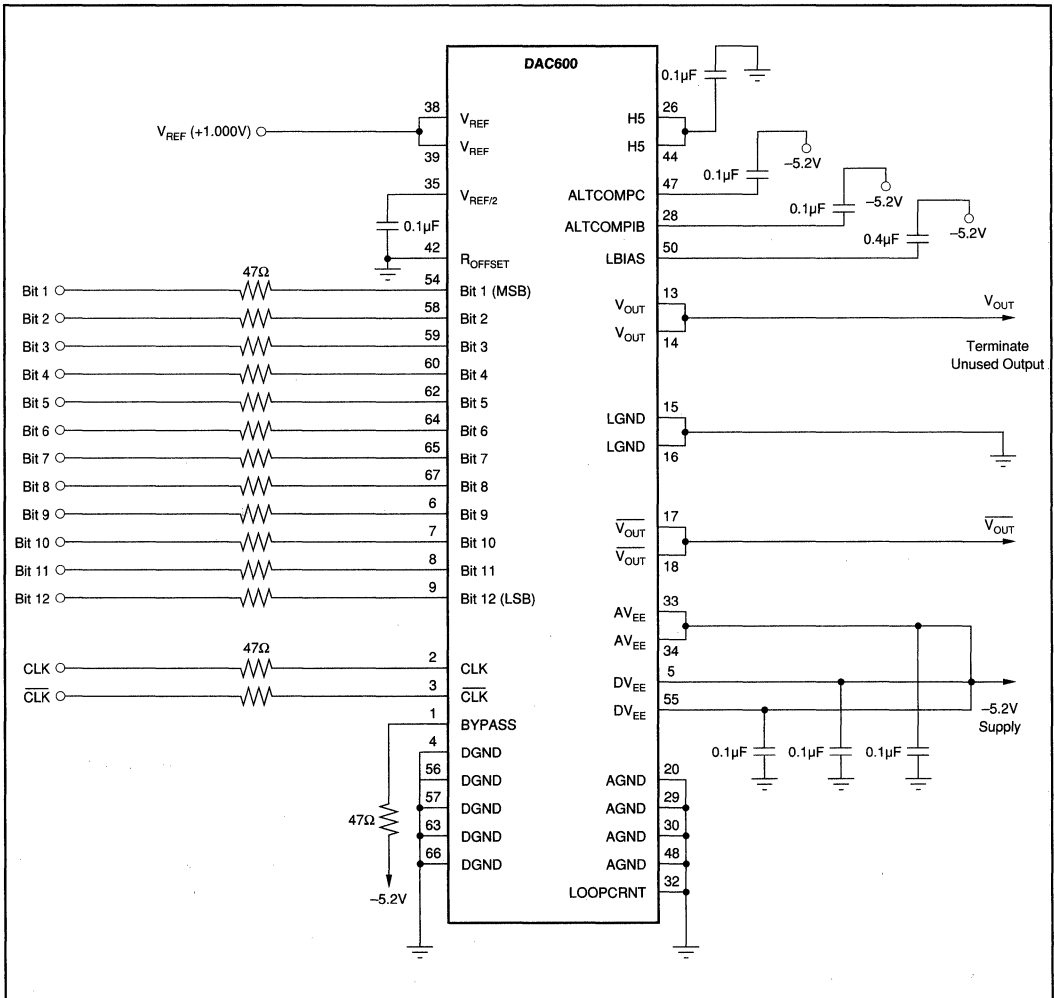 DAC600
0.1µF
38
V_REF
26
H5
V_REF (+1.000V)
V_REF
39
H5
44
–5.2V
35
V_REF/2
0.1µF
47
ALTCOMPC
–5.2V
0.1µF
0.1µF
28
ALTCOMPIB
–5.2V
42
R_OFFSET
0.4µF
50
LBIAS
47Ω
54
Bit 1
Bit 1 (MSB)
13
V_OUT
V_OUT
58
Bit 2
Bit 2
V_OUT
14
59
Bit 3
Bit 3
Terminate
Unused Output
60
Bit 4
Bit 4
62
Bit 5
Bit 5
15
LGND
64
Bit 6
Bit 6
LGND
16
65
Bit 7
Bit 7
67
Bit 8
Bit 8
6
Bit 9
Bit 9
17
V_OUT
V_OUT
7
Bit 10
Bit 10
V_OUT
18
8
Bit 11
Bit 11
9
Bit 12
Bit 12 (LSB)
33
AV_EE
AV_EE
34
47Ω
2
CLK
CLK
5
DV_EE
3
CLK
CLK
55
DV_EE
–5.2V
Supply
1
BYPASS
4
DGND
0.1µF 0.1µF 0.1µF
56
DGND
20
AGND
57
DGND
29
AGND
47Ω
63
DGND
30
AGND
66
DGND
48
AGND
–5.2V
32
LOOPCRNT